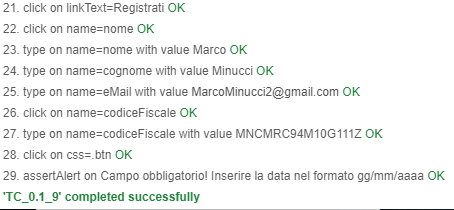 21. click on linkText=Registrati OK
22. click on name=nome OK
23. type on name=nome with value Marco OK
24. type on name=cognome with value Minucci OK
25. type on name=eMail with value MarcoMinucci2@gmail.com OK
26. click on name=codiceFiscale OK
27. type on name=codiceFiscale with value MNCMRC94M10G111Z OK
28. click on css=.btn OK
29. assertAlert on Campo obbligatorio! Inserire la data nel formato gg/mm/aaaa OK
'TC_0.1_9' completed successfully